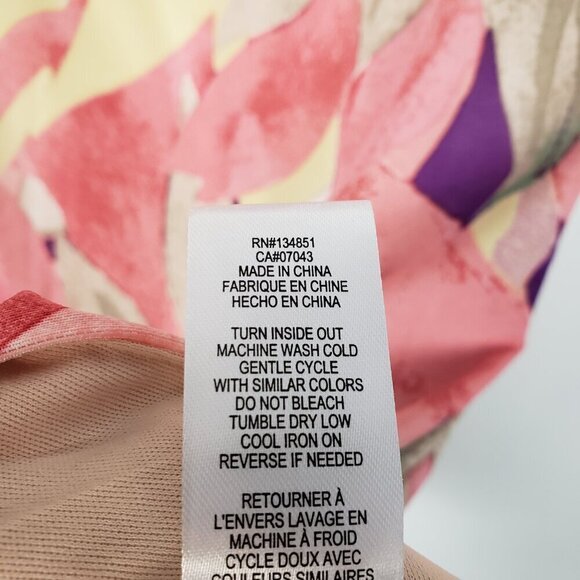 RN#134851
CA#07043
MADE IN CHINA
FABRIQUE EN CHINE
HECHO EN CHINA
TURN INSIDE OUT
MACHINE WASH COLD
GENTLE CYCLE
WITH SIMILAR COLORS
DO NOT BLEACH
TUMBLE DRY LOW
COOL IRON ON
REVERSE IF NEEDED
RETOURNER À
L'ENVERS LAVAGE EN
MACHINE À FROID
CYCLE DOUX AVEC
COULEURS SIMILAIRES